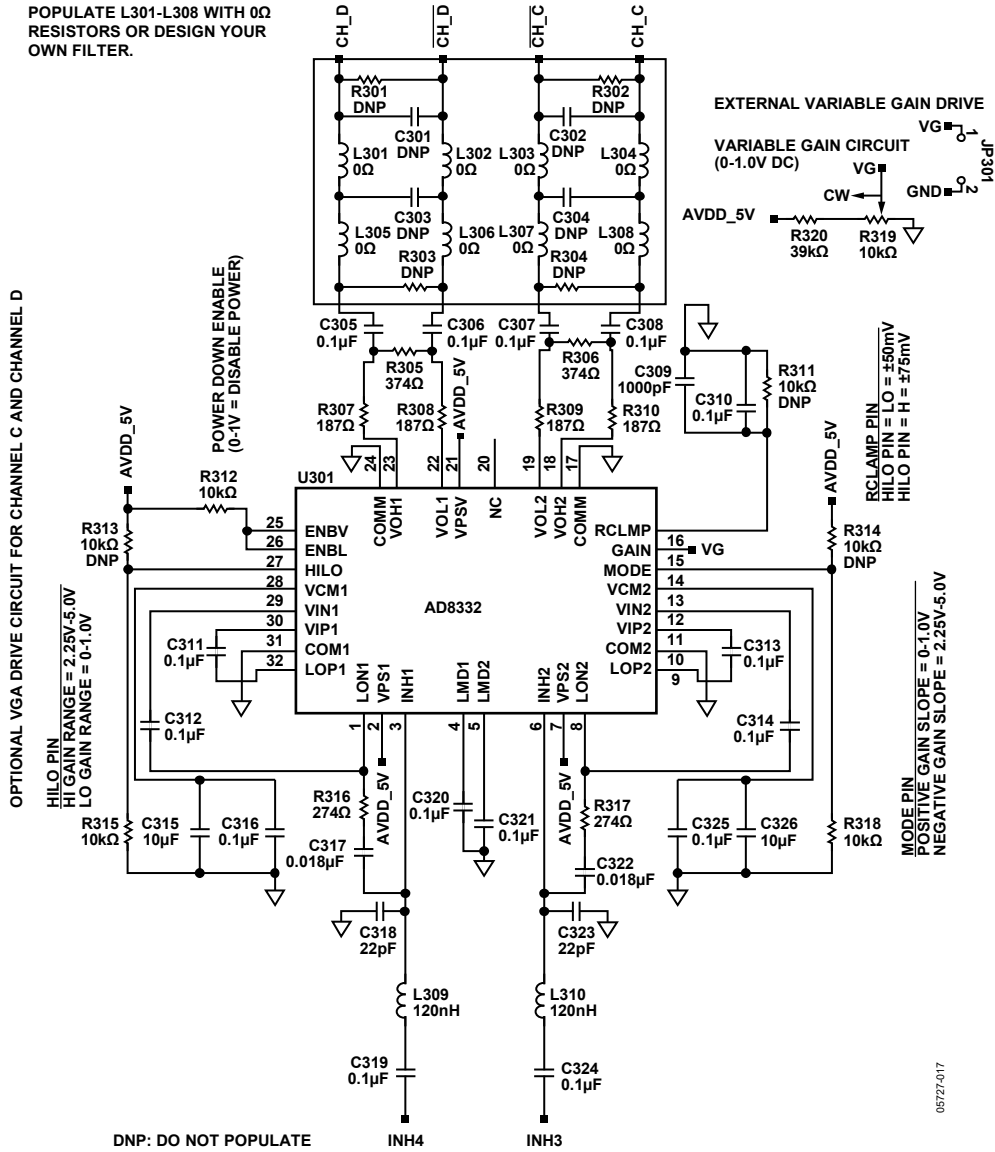 POPULATE L301-L308 WITH 0Ω
RESISTORS OR DESIGN YOUR
OWN FILTER.
CH_D
CH_D
CH_C
CH_C
R301
DNP
R302
DNP
C301
DNP
C302
DNP
L301
0Ω
L302
0Ω
L303
0Ω
L304
0Ω
C303
DNP
C304
DNP
L305
0Ω
L306
0Ω
L307
0Ω
L308
0Ω
R303
DNP
R304
DNP
EXTERNAL VARIABLE GAIN DRIVE
VG
1
JP301
2
GND
VARIABLE GAIN CIRCUIT
(0-1.0V DC)
VG
CW
AVDD_5V
R320
39kΩ
R319
10kΩ
C305
0.1µF
C306
0.1µF
C307
0.1µF
C308
0.1µF
R305
374Ω
R306
374Ω
R307
187Ω
R308
187Ω
AVDD_5V
R309
187Ω
R310
187Ω
C309
1000pF
C310
0.1µF
R311
10kΩ
DNP
RCLAMP PIN
HILO PIN = LO = ±50mV
HILO PIN = H = ±75mV
OPTIONAL VGA DRIVE CIRCUIT FOR CHANNEL C AND CHANNEL D
POWER DOWN ENABLE
(0-1V = DISABLE POWER)
AVDD_5V
R312
10kΩ
R313
10kΩ
DNP
AVDD_5V
R314
10kΩ
DNP
U301
24
23
22
21
20
19
18
17
COMM
VOH1
VOL1
VPSV
NC
VOL2
VOH2
COMM
25
ENBV
26
ENBL
27
HILO
28
VCM1
29
VIN1
30
VIP1
31
COM1
32
LOP1
AD8332
RCLMP
16
GAIN
VG
15
MODE
14
VCM2
13
VIN2
12
VIP2
11
COM2
10
LOP2
9
LON1
VPS1
INH1
LMD1
LMD2
INH2
VPS2
LON2
1
2
3
4
5
6
7
8
C311
0.1µF
C312
0.1µF
C313
0.1µF
C314
0.1µF
HILO PIN
HI GAIN RANGE = 2.25V-5.0V
LO GAIN RANGE = 0-1.0V
R315
10kΩ
C315
10µF
C316
0.1µF
R316
274Ω
AVDD_5V
C317
0.018µF
C320
0.1µF
C321
0.1µF
AVDD_5V
R317
274Ω
C322
0.018µF
C325
0.1µF
C326
10µF
R318
10kΩ
MODE PIN
POSITIVE GAIN SLOPE = 0-1.0V
NEGATIVE GAIN SLOPE = 2.25V-5.0V
C318
22pF
C323
22pF
L309
120nH
L310
120nH
C319
0.1µF
C324
0.1µF
INH4
INH3
DNP: DO NOT POPULATE
05727-017